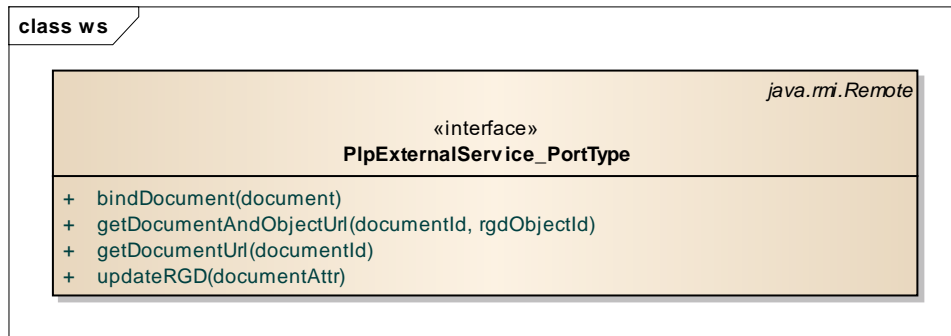 class ws
java.rmi.Remote
«interface»
PlpExternalService_PortType
+ bindDocument(document)
+ getDocumentAndObjectUrl(documentId, rgdObjectId)
+ getDocumentUrl(documentId)
+ updateRGD(documentAttr)